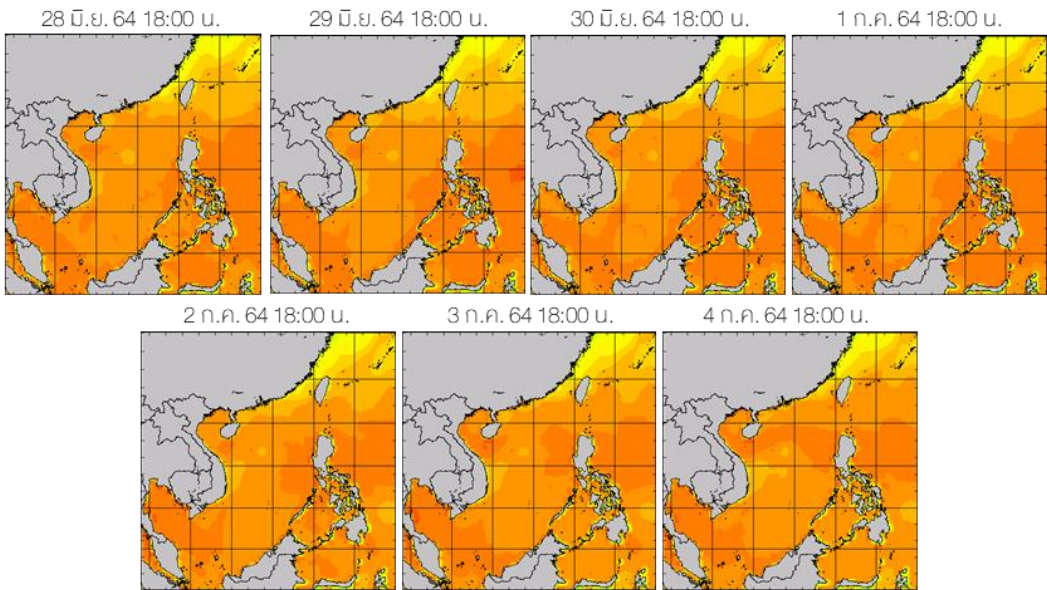 28 มิ.ย. 64 18:00 น.
29 มิ.ย. 64 18:00 น.
30 มิ.ย. 64 18:00 น.
1 ก.ค. 64 18:00 น.
2 ก.ค. 64 18:00 น.
3 ก.ค. 64 18:00 น.
4 ก.ค. 64 18:00 น.